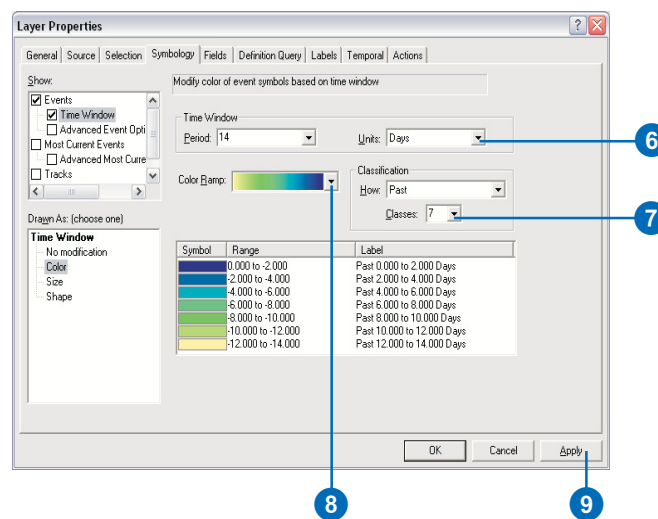 Layer Properties
General Source Selection Symbology Fields Definition Query Labels Temporal Actions
Show:
Events
Time Window
Advanced Event Opti
Most Current Events
Advanced Most Curre
Tracks
Modify color of event symbols based on time window
Time Window
Period: 14
Units: Days
6
Color Ramp:
Classification
How: Past
Classes: 7
7
Drawn As: (choose one)
Time Window
No modification
Color
Size
Shape
Symbol Range Label
0.000 to -2.000 Past 0.000 to 2.000 Days
-2.000 to -4.000 Past 2.000 to 4.000 Days
-4.000 to -6.000 Past 4.000 to 6.000 Days
-6.000 to -8.000 Past 6.000 to 8.000 Days
-8.000 to -10.000 Past 8.000 to 10.000 Days
-10.000 to -12.000 Past 10.000 to 12.000 Days
-12.000 to -14.000 Past 12.000 to 14.000 Days
OK Cancel Apply
8
9